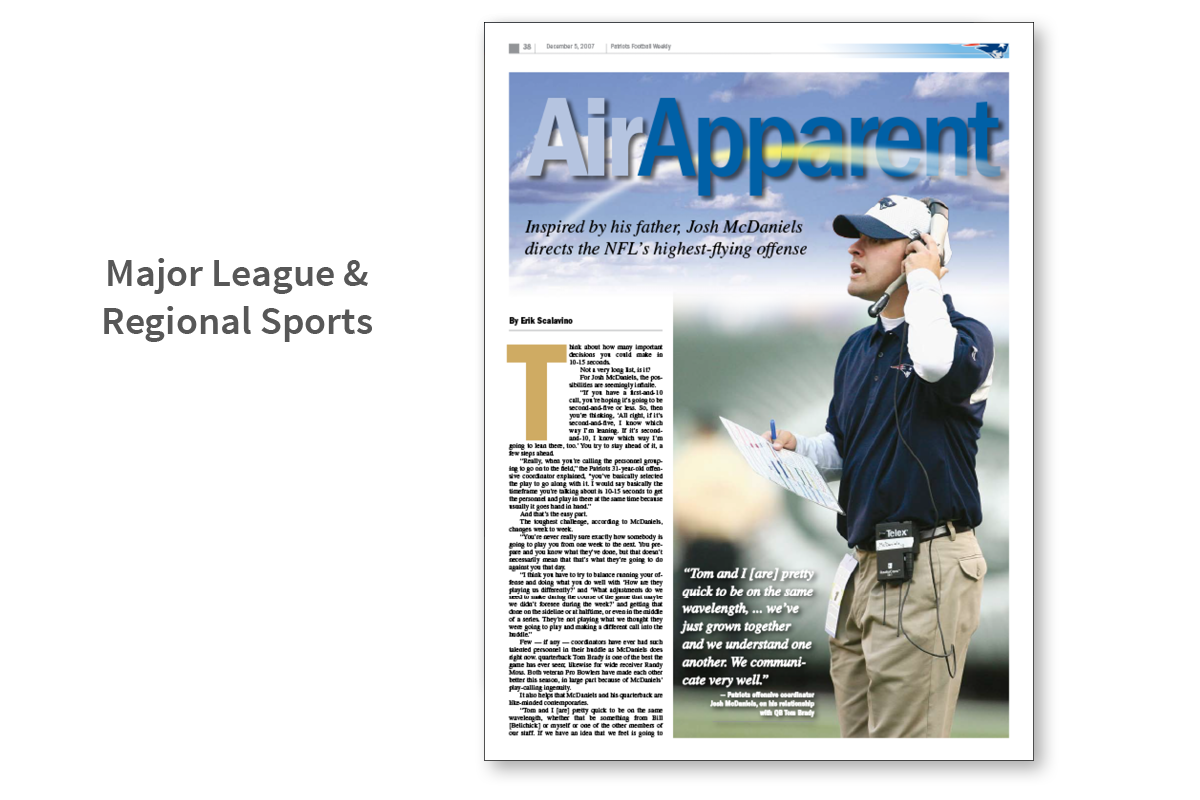 Major League &
Regional Sports
38
December 5, 2007
Patriots Football Weekly
AirApparent
Inspired by his father, Josh McDaniels
directs the NFL's highest-flying offense
By Erik Scalavino
Think about how many important
decisions you could make in
10-15 seconds.
Not a very long list, is it?
For Josh McDaniels, the pos-
sibilities are seemingly infinite.
“If you have a first-and-10
call, you're hoping it's going to be
second-and-five or less. So, then
you're thinking, ‘All right, if it's
second-and-five, I know which
way I'm leaning. If it's second-
and-10, I know which way I'm
going to lean there, too.’ You try to stay ahead of it, a
few steps ahead.
“Really, when you're calling the personnel group-
ing to go on to the field,” the Patriots 31-year-old offen-
sive coordinator explained, “you've basically selected
the play to go along with it. I would say basically the
timeframe you're talking about is 10-15 seconds to get
the personnel and play in there at the same time because
usually it goes hand in hand.”
And that's the easy part.
The toughest challenge, according to McDaniels,
changes week to week.
“You're never really sure exactly how somebody is
going to play you from one week to the next. You pre-
pare and you know what they've done, but that doesn't
necessarily mean that that's what they're going to do
against you that day.
“I think you have to try to balance running your of-
fense and doing what you do well with ‘How are they
playing us differently?’ and ‘What adjustments do we
need to make during the course of the game that maybe
we didn't foresee during the week?’ and getting that
done on the sideline or at halftime, or even in the middle
of a series. They're not playing what we thought they
were going to play and making a different call into the
huddle.”
Few — if any — coordinators have ever had such
talented personnel in their huddle as McDaniels does
right now. quarterback Tom Brady is one of the best the
game has ever seen; likewise for wide receiver Randy
Moss. Both veteran Pro Bowlers have made each other
better this season, in large part because of McDaniels'
play-calling ingenuity.
It also helps that McDaniels and his quarterback are
like-minded contemporaries.
“Tom and I [are] pretty quick to be on the same
wavelength, whether that be something from Bill
[Belichick] or myself or one of the other members of
our staff. If we have an idea that we feel is going to
Telex
“Tom and I [are] pretty
quick to be on the same
wavelength, ... we've
just grown together
and we understand one
another. We communi-
cate very well.”
— Patriots offensive coordinator
Josh McDaniels, on his relationship
with QB Tom Brady